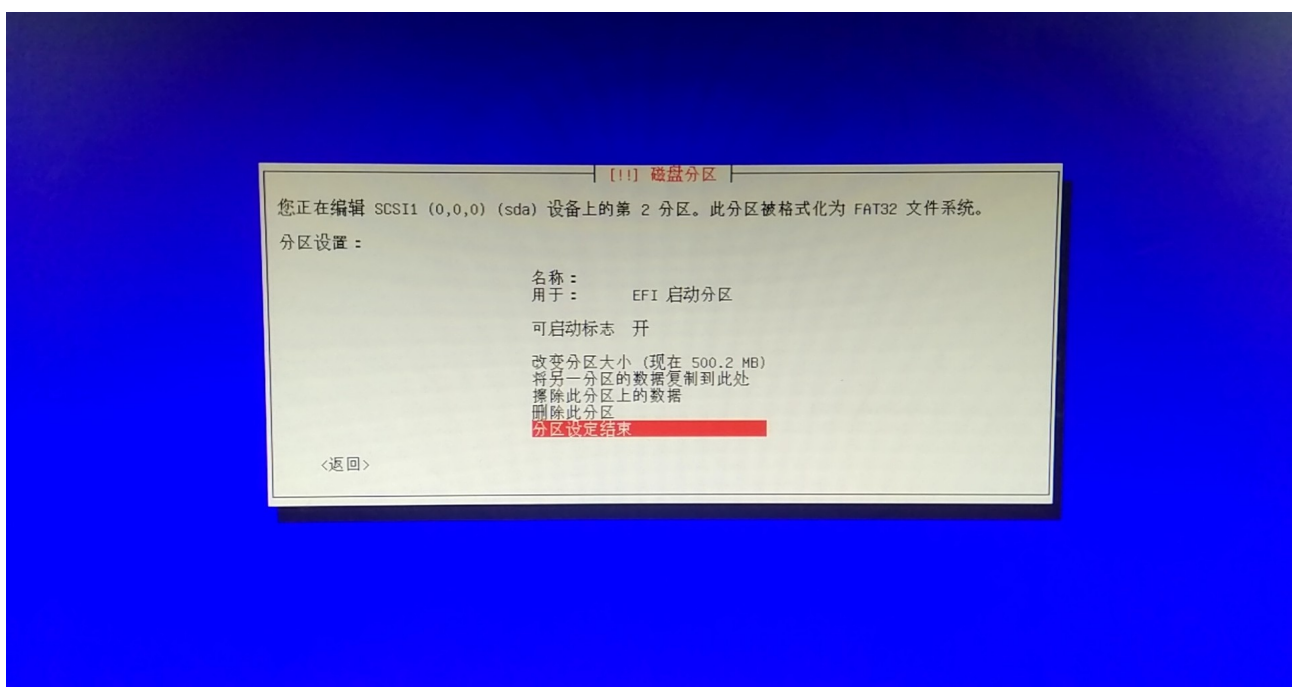 [!!] 磁盘分区
您正在编辑 SCSI1 (0,0,0) (sda) 设备上的第 2 分区。此分区被格式化为 FAT32 文件系统。
分区设置：
名称：
用于： EFI 启动分区
可启动标志 开
改变分区大小 (现在 500.2 MB)
将另一分区的数据复制到此处
擦除此分区上的数据
删除此分区
分区设定结束
<返回>